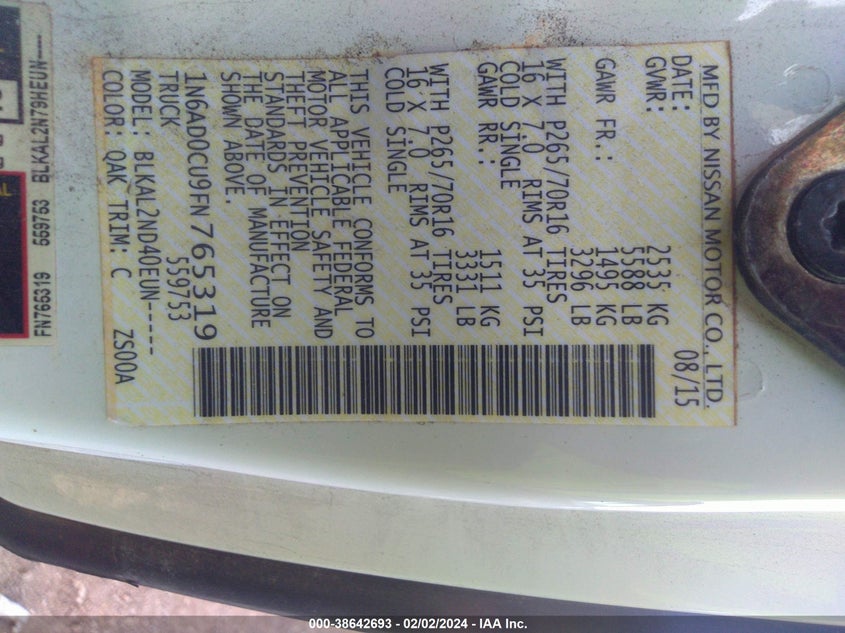 MFD BY NISSAN MOTOR CO., LTD.
DATE: 08/15
GVWR: 2535 KG
5588 LB
GAWR FR.: 1495 KG
3296 LB
WITH P265/70R16 TIRES
16 X 7.0 RIMS AT 35 PSI
COLD SINGLE
GAWR RR.: 1511 KG
3331 LB
WITH P265/70R16 TIRES
16 X 7.0 RIMS AT 35 PSI
COLD SINGLE
THIS VEHICLE CONFORMS TO
ALL APPLICABLE FEDERAL
MOTOR VEHICLE SAFETY AND
THEFT PREVENTION
STANDARDS IN EFFECT ON
THE DATE OF MANUFACTURE
SHOWN ABOVE.
1N6AD0CU9FN765319
TRUCK 559753
MODEL: BLKAL2ND40EUN-----
COLOR: QAK TRIM: C ZS00A
FN765319 559753 BLKAL2N79HEUN----
000-38642693 - 02/02/2024 - IAA Inc.